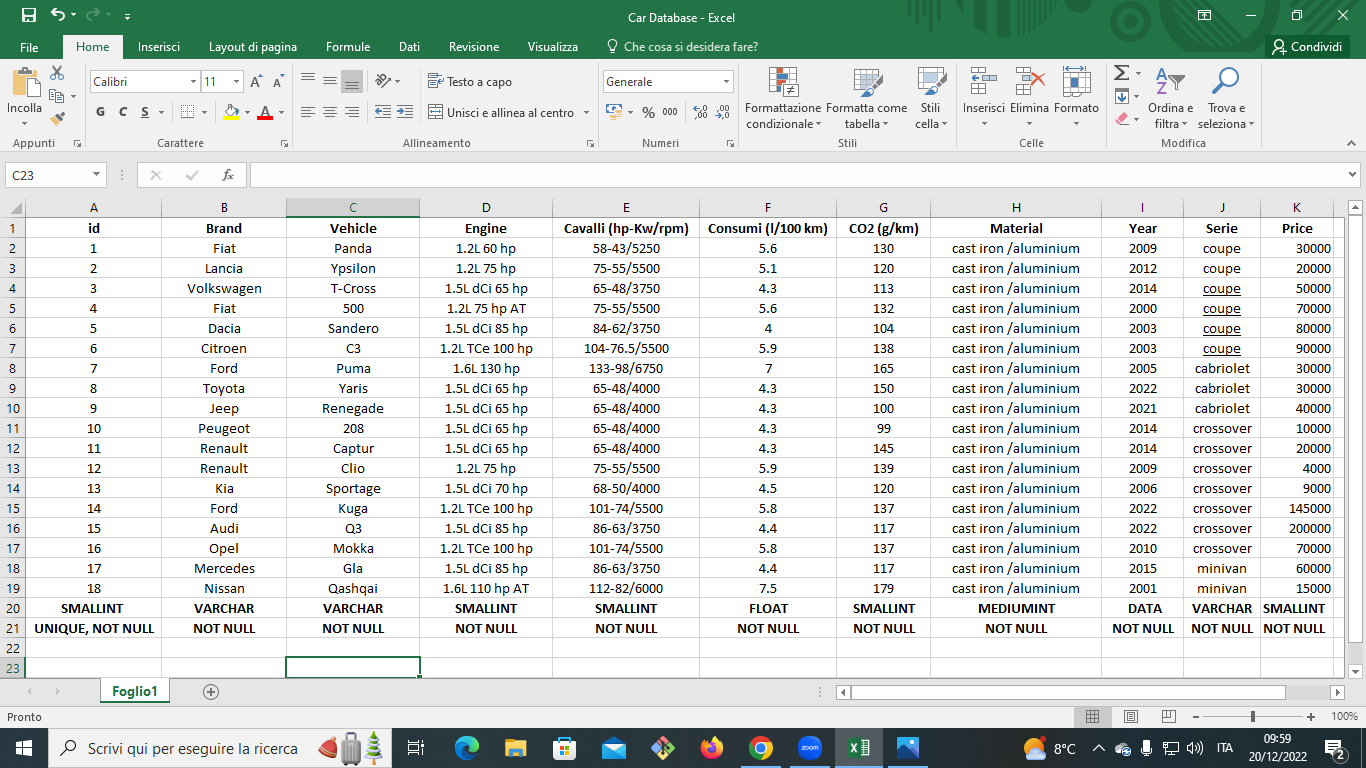 Car Database - Excel
File Home Inserisci Layout di pagina Formule Dati Revisione Visualizza Che cosa si desidera fare? Condividi
Incolla
Calibri 11
G C S
Testo a capo
Unisci e allinea al centro
Generale
% 000
Formattazione condizionale
Formatta come tabella
Stili cella
Inserisci Elimina Formato
Ordina e filtra
Trova e seleziona
Appunti Carattere Allineamento Numeri Stili Celle Modifica
C23 fx
A B C D E F G H I J K
1 id Brand Vehicle Engine Cavalli (hp-Kw/rpm) Consumi (l/100 km) CO2 (g/km) Material Year Serie Price
2 1 Fiat Panda 1.2L 60 hp 58-43/5250 5.6 130 cast iron /aluminium 2009 coupe 30000
3 2 Lancia Ypsilon 1.2L 75 hp 75-55/5500 5.1 120 cast iron /aluminium 2012 coupe 20000
4 3 Volkswagen T-Cross 1.5L dCi 65 hp 65-48/3750 4.3 113 cast iron /aluminium 2014 coupe 50000
5 4 Fiat 500 1.2L 75 hp AT 75-55/5500 5.6 132 cast iron /aluminium 2000 coupe 70000
6 5 Dacia Sandero 1.5L dCi 85 hp 84-62/3750 4 104 cast iron /aluminium 2003 coupe 80000
7 6 Citroen C3 1.2L TCe 100 hp 104-76.5/5500 5.9 138 cast iron /aluminium 2003 coupe 90000
8 7 Ford Puma 1.6L 130 hp 133-98/6750 7 165 cast iron /aluminium 2005 cabriolet 30000
9 8 Toyota Yaris 1.5L dCi 65 hp 65-48/4000 4.3 150 cast iron /aluminium 2022 cabriolet 30000
10 9 Jeep Renegade 1.5L dCi 65 hp 65-48/4000 4.3 100 cast iron /aluminium 2021 cabriolet 40000
11 10 Peugeot 208 1.5L dCi 65 hp 65-48/4000 4.3 99 cast iron /aluminium 2014 crossover 10000
12 11 Renault Captur 1.5L dCi 65 hp 65-48/4000 4.3 145 cast iron /aluminium 2014 crossover 20000
13 12 Renault Clio 1.2L 75 hp 75-55/5500 5.9 139 cast iron /aluminium 2009 crossover 4000
14 13 Kia Sportage 1.5L dCi 70 hp 68-50/4000 4.5 120 cast iron /aluminium 2006 crossover 9000
15 14 Ford Kuga 1.2L TCe 100 hp 101-74/5500 5.8 137 cast iron /aluminium 2022 crossover 145000
16 15 Audi Q3 1.5L dCi 85 hp 86-63/3750 4.4 117 cast iron /aluminium 2022 crossover 200000
17 16 Opel Mokka 1.2L TCe 100 hp 101-74/5500 5.8 137 cast iron /aluminium 2010 crossover 70000
18 17 Mercedes Gla 1.5L dCi 85 hp 86-63/3750 4.4 117 cast iron /aluminium 2015 minivan 60000
19 18 Nissan Qashqai 1.6L 110 hp AT 112-82/6000 7.5 179 cast iron /aluminium 2001 minivan 15000
20 SMALLINT VARCHAR VARCHAR SMALLINT SMALLINT FLOAT SMALLINT MEDIUMINT DATA VARCHAR SMALLINT
21 UNIQUE, NOT NULL NOT NULL NOT NULL NOT NULL NOT NULL NOT NULL NOT NULL NOT NULL NOT NULL NOT NULL NOT NULL
22
23
Foglio1
Pronto 100%
Scrivi qui per eseguire la ricerca zoom 8°C ITA 09:59
20/12/2022 2